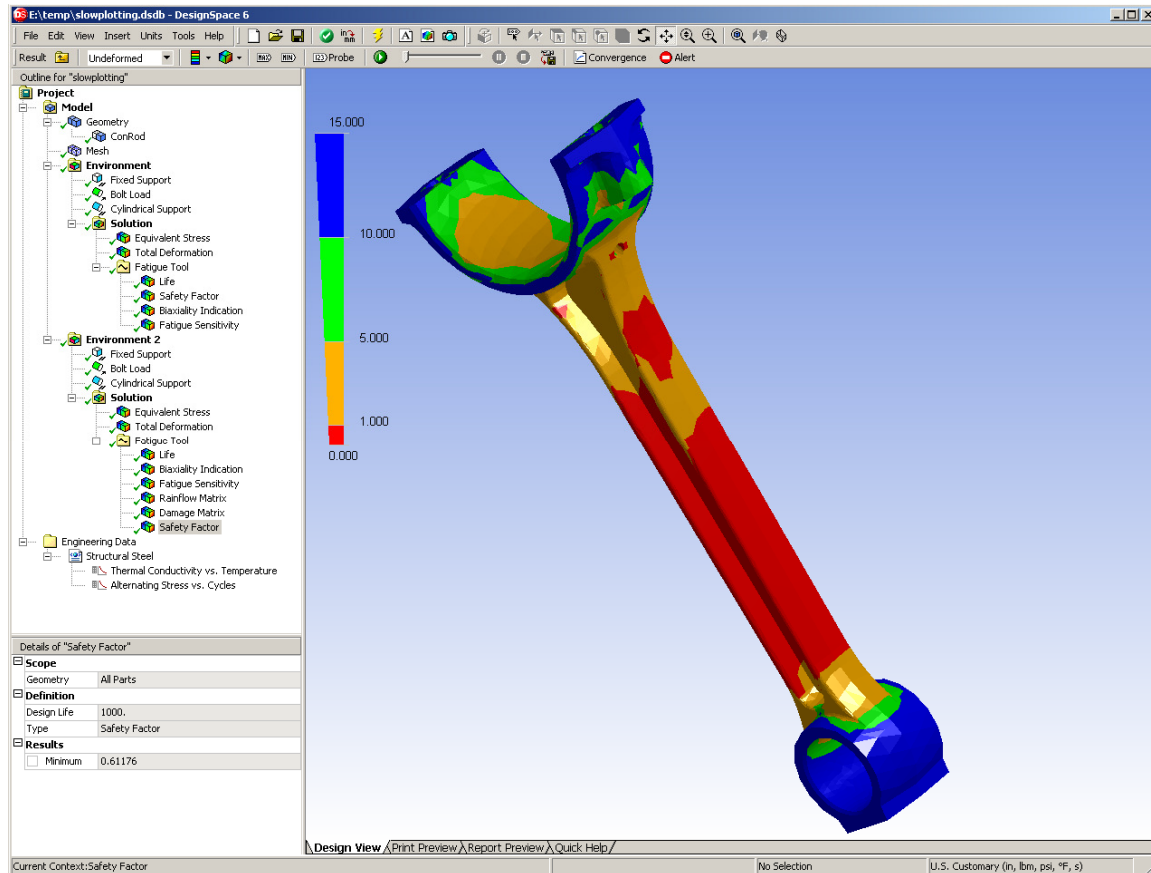 E:\temp\slowplotting.dsdb - DesignSpace 6
File Edit View Insert Units Tools Help
Result Undeformed MAX MIN 123 Probe Convergence Alert
Outline for "slowplotting"
Project
Model
Geometry
ConRod
Mesh
Environment
Fixed Support
Bolt Load
Cylindrical Support
Solution
Equivalent Stress
Total Deformation
Fatigue Tool
Life
Safety Factor
Biaxiality Indication
Fatigue Sensitivity
Environment 2
Fixed Support
Bolt Load
Cylindrical Support
Solution
Equivalent Stress
Total Deformation
Fatigue Tool
Life
Biaxiality Indication
Fatigue Sensitivity
Rainflow Matrix
Damage Matrix
Safety Factor
Engineering Data
Structural Steel
Thermal Conductivity vs. Temperature
Alternating Stress vs. Cycles
Details of "Safety Factor"
Scope
Geometry All Parts
Definition
Design Life 1000.
Type Safety Factor
Results
Minimum 0.61176
15.000
10.000
5.000
1.000
0.000
Design View Print Preview Report Preview Quick Help
Current Context:Safety Factor No Selection U.S. Customary (in, lbm, psi, °F, s)